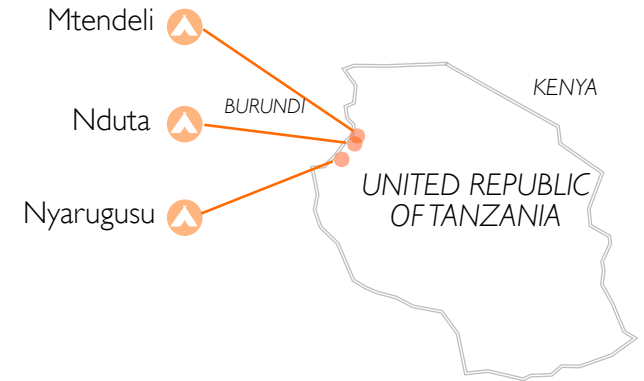 Mtendeli
KENYA
BURUNDI
Nduta
UNITED REPUBLIC
OF TANZANIA
Nyarugusu